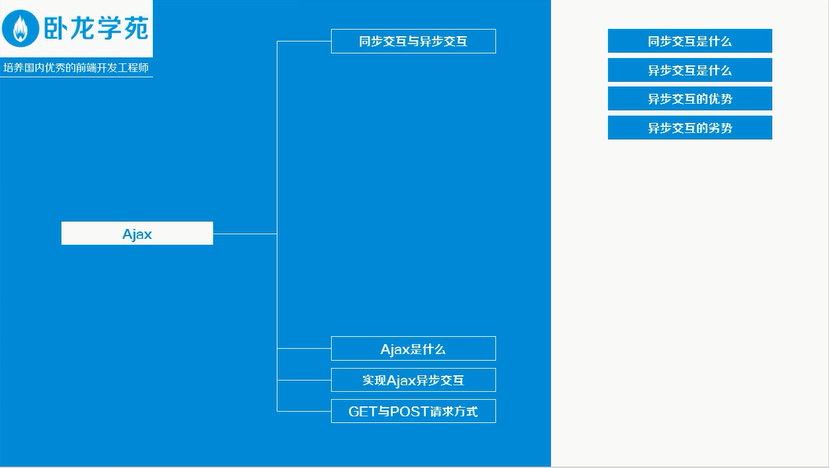 卧龙学苑
培养国内优秀的前端开发工程师
Ajax
同步交互与异步交互
Ajax是什么
实现Ajax异步交互
GET与POST请求方式
同步交互是什么
异步交互是什么
异步交互的优势
异步交互的劣势